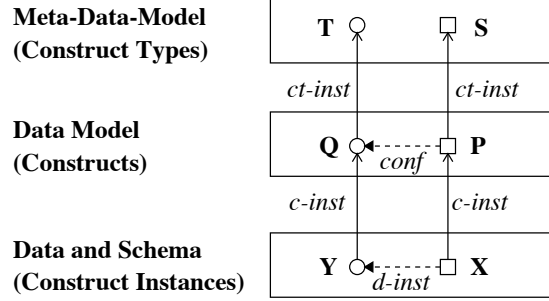 Meta-Data-Model
(Construct Types)
T S
ct-inst ct-inst
Data Model
(Constructs)
Q P
conf
c-inst c-inst
Data and Schema
(Construct Instances)
Y X
d-inst